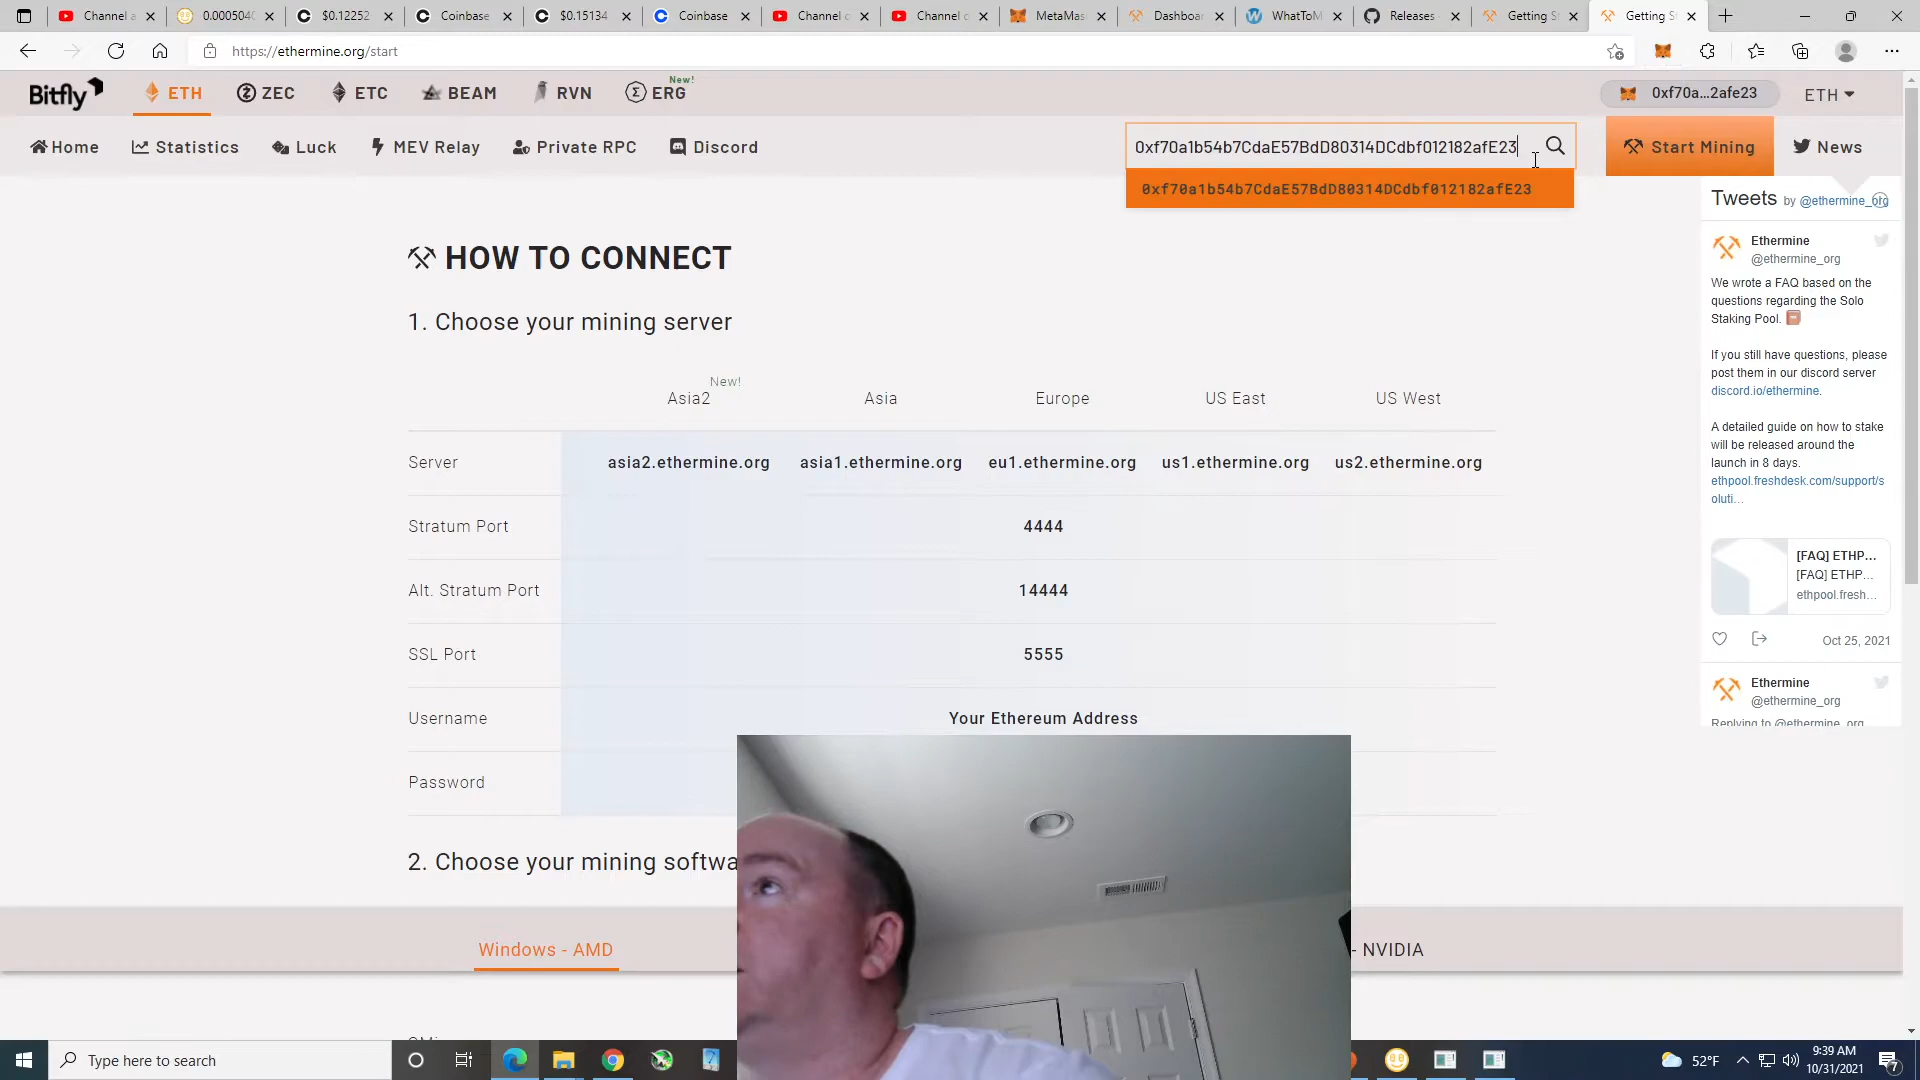 Channel a
0.0005040
$0.12252
Coinbase
$0.15134
Coinbase
Channel c
Channel c
MetaMas
Dashboar
WhatToM
Releases
Getting S
Getting S
https://ethermine.org/start
Bitfly
ETH
ZEC
ETC
BEAM
RVN
ERG
New!
0xf70a...2afe23
ETH
Home
Statistics
Luck
MEV Relay
Private RPC
Discord
0xf70a1b54b7CdaE57BdD80314DCdbf012182afE23
Start Mining
News
0xf70a1b54b7CdaE57BdD80314DCdbf012182afE23
HOW TO CONNECT
1. Choose your mining server
New!
Asia2 Asia Europe US East US West
Server asia2.ethermine.org asia1.ethermine.org eu1.ethermine.org us1.ethermine.org us2.ethermine.org
Stratum Port 4444
Alt. Stratum Port 14444
SSL Port 5555
Username Your Ethereum Address
Password
2. Choose your mining softwa
Windows - AMD
- NVIDIA
Tweets by @ethermine_org
Ethermine
@ethermine_org
We wrote a FAQ based on the
questions regarding the Solo
Staking Pool.
If you still have questions, please
post them in our discord server
discord.io/ethermine.
A detailed guide on how to stake
will be released around the
launch in 8 days.
ethpool.freshdesk.com/support/s
oluti...
[FAQ] ETHP...
[FAQ] ETHP...
ethpool.fresh...
Oct 25, 2021
Ethermine
@ethermine_org
Replying to @ethermine_org
Type here to search
52°F
9:39 AM
10/31/2021
7